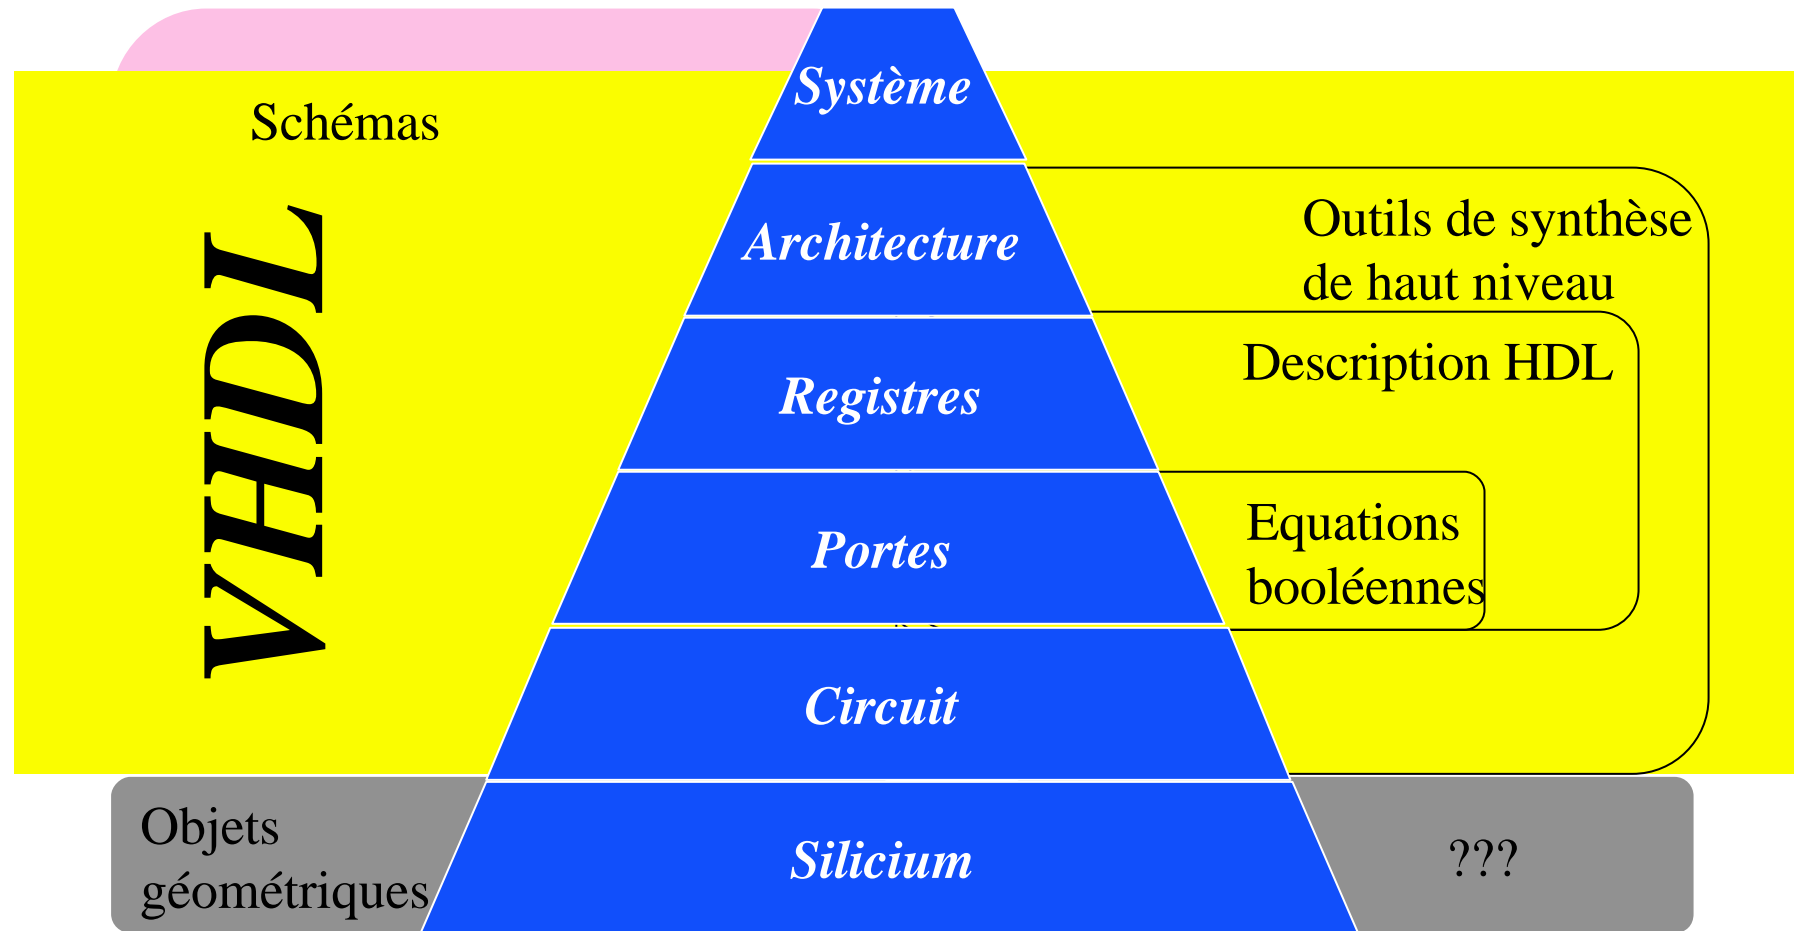 Système
Schémas
VHDL
Architecture
Outils de synthèse
de haut niveau
Registres
Description HDL
Portes
Equations
booléennes
Circuit
Objets
géométriques
Silicium
???